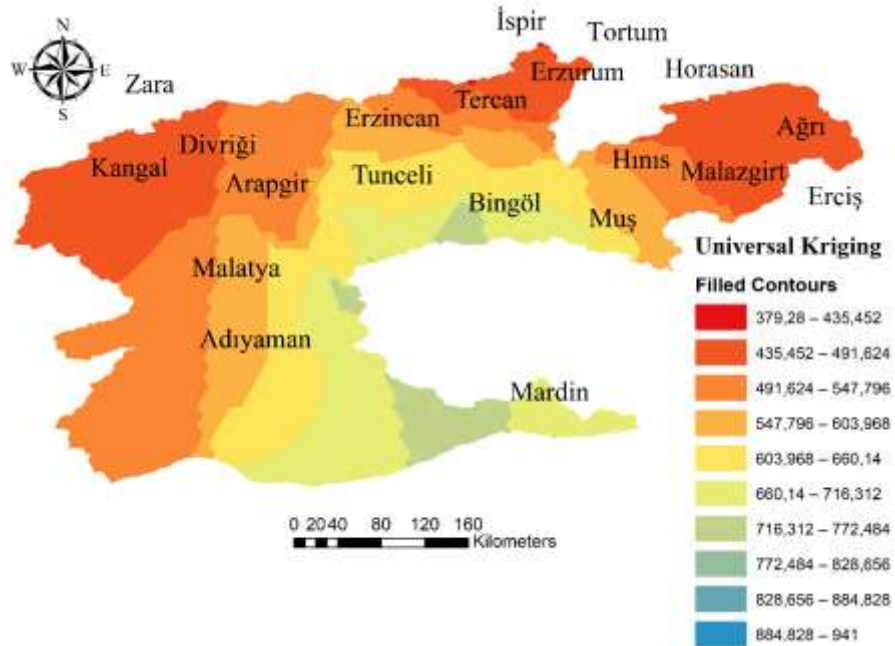 N
W E
S
İspir
Tortum
Zara
Erzurum
Horasan
Tercan
Erzincan
Ağrı
Divriği
Kangal
Hınıs
Arapgir
Tunceli
Malazgirt
Bingöl
Erciş
Muş
Malatya
Adıyaman
Mardin
0 20 40 80 120 160
Kilometers
Universal Kriging
Filled Contours
379,28 – 435,452
435,452 – 491,624
491,624 – 547,796
547,796 – 603,968
603,968 – 660,14
660,14 – 716,312
716,312 – 772,484
772,484 – 828,656
828,656 – 884,828
884,828 – 941